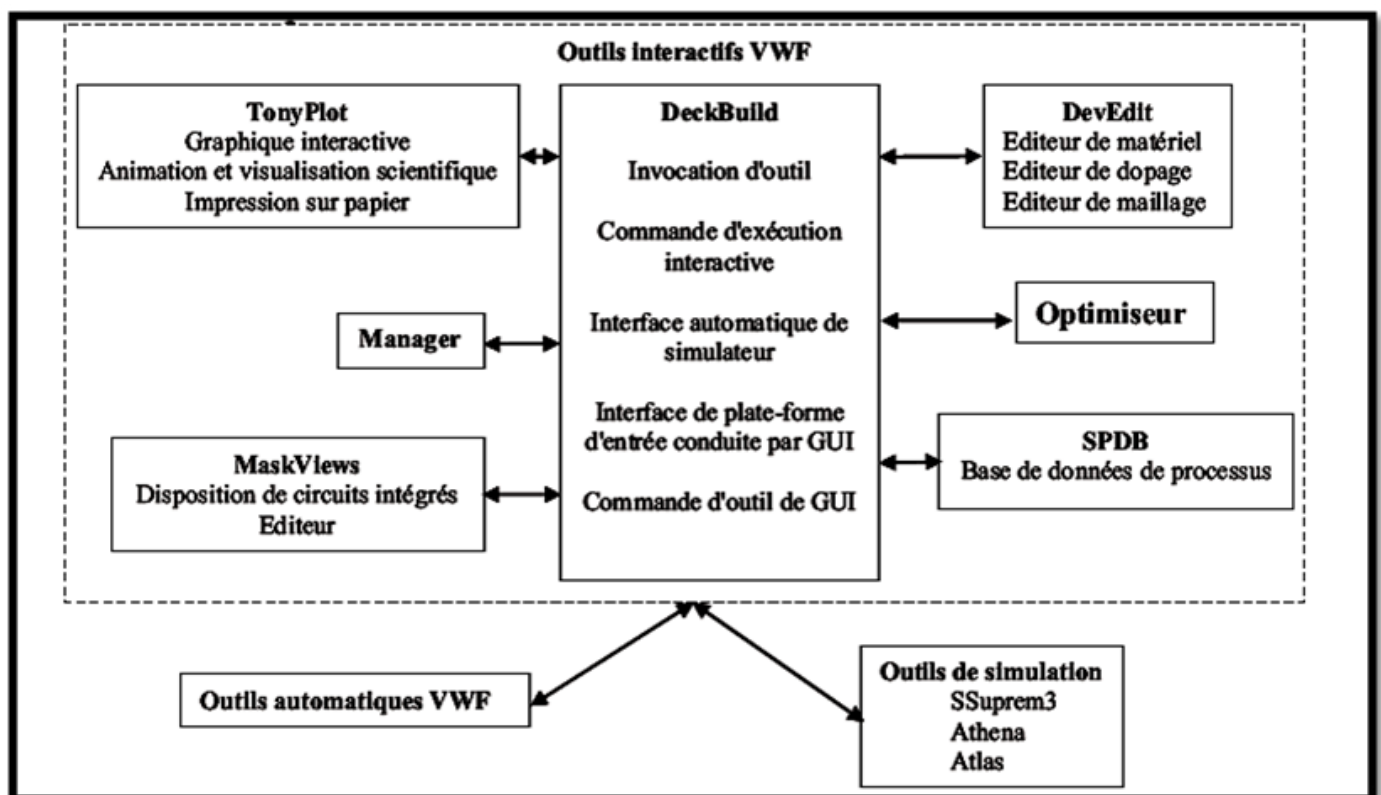 Outils interactifs VWF
TonyPlot
Graphique interactive
Animation et visualisation scientifique
Impression sur papier
Manager
MaskViews
Disposition de circuits intégrés
Editeur
DeckBuild
Invocation d'outil
Commande d'exécution
interactive
Interface automatique de
simulateur
Interface de plate-forme
d'entrée conduite par GUI
Commande d'outil de GUI
DevEdit
Editeur de matériel
Editeur de dopage
Editeur de maillage
Optimiseur
SPDB
Base de données de processus
Outils automatiques VWF
Outils de simulation
SSuprem3
Athena
Atlas